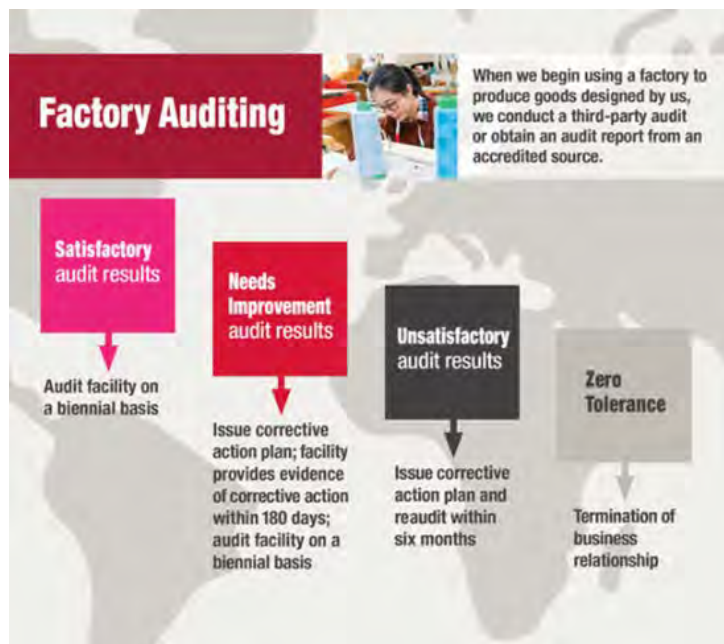 Factory Auditing
When we begin using a factory to
produce goods designed by us,
we conduct a third-party audit
or obtain an audit report from an
accredited source.
Satisfactory
audit results
Audit facility on
a biennial basis
Needs
Improvement
audit results
Issue corrective
action plan; facility
provides evidence
of corrective action
within 180 days;
audit facility on a
biennial basis
Unsatisfactory
audit results
Issue corrective
action plan and
reaudit within
six months
Zero
Tolerance
Termination of
business
relationship